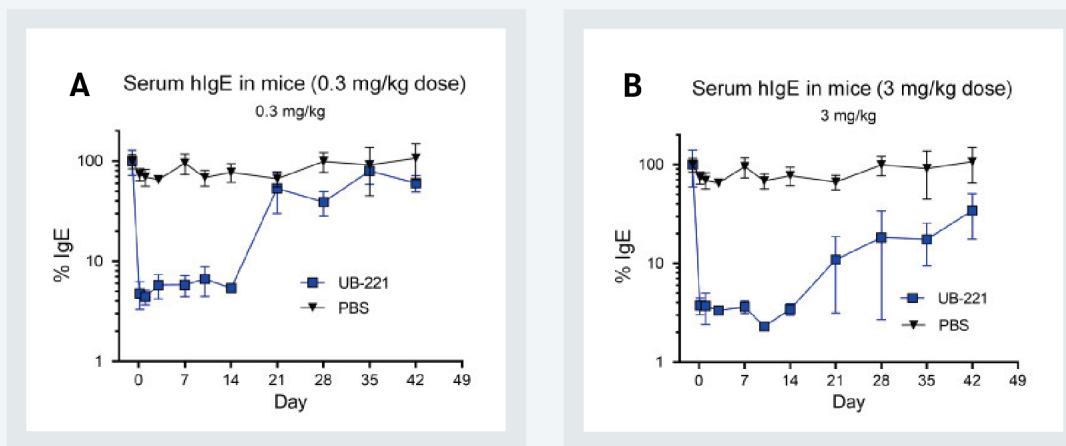 A
Serum hIgE in mice (0.3 mg/kg dose)
0.3 mg/kg
% IgE
100
10
1
UB-221
PBS
0 7 14 21 28 35 42 49
Day
B
Serum hIgE in mice (3 mg/kg dose)
3 mg/kg
% IgE
100
10
1
UB-221
PBS
0 7 14 21 28 35 42 49
Day